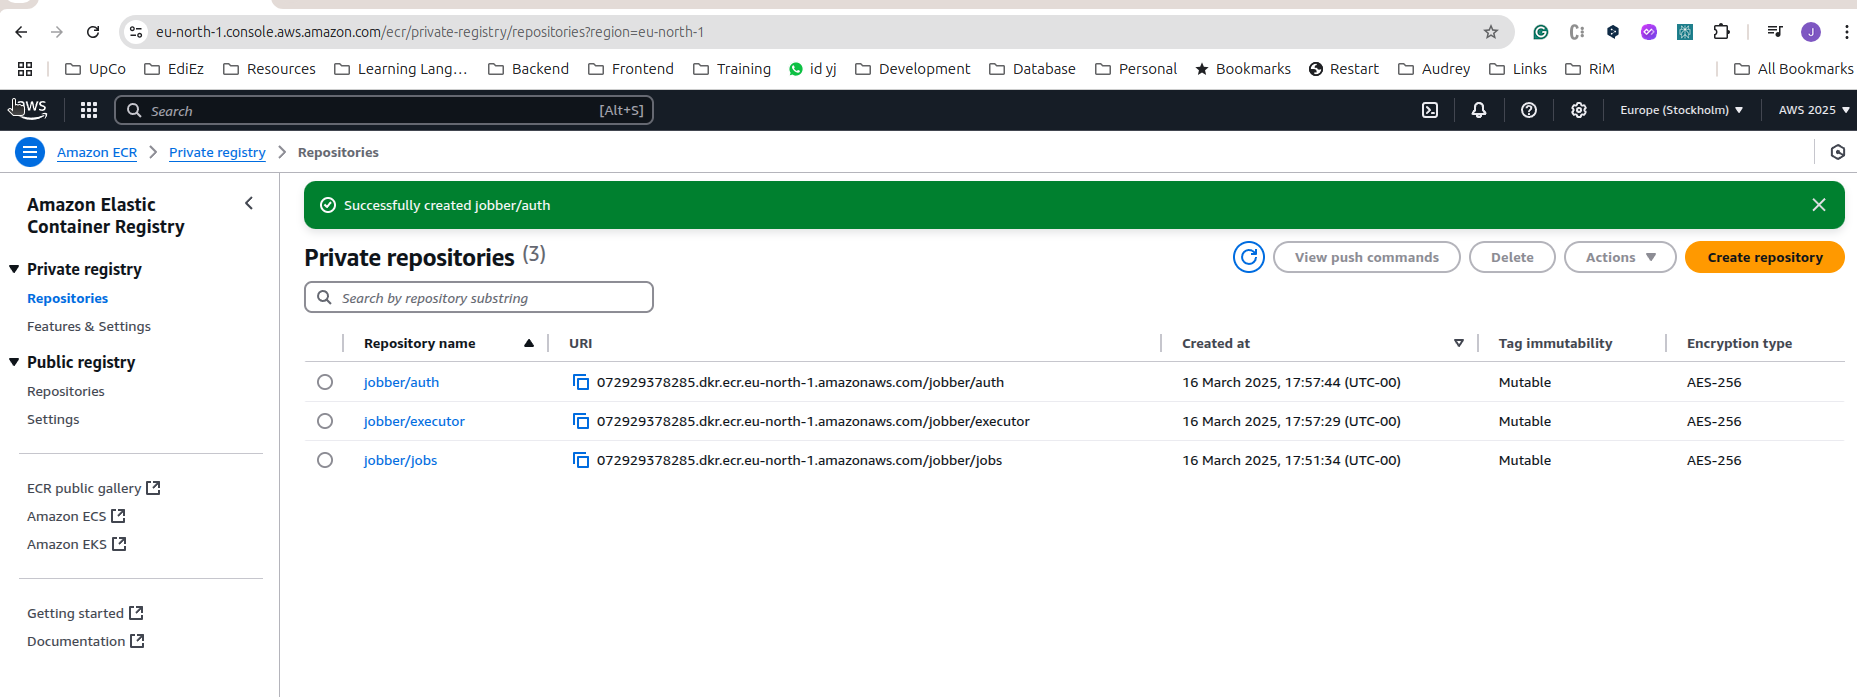 eu-north-1.console.aws.amazon.com/ecr/private-registry/repositories?region=eu-north-1
J
UpCo EdiEz Resources Learning Lang... Backend Frontend Training id yj Development Database Personal Bookmarks Restart Audrey Links RiM All Bookmarks
aws Search [Alt+S] Europe (Stockholm) AWS 2025
Amazon ECR Private registry Repositories
Amazon Elastic
Container Registry
Private registry
Repositories
Features & Settings
Public registry
Repositories
Settings
ECR public gallery
Amazon ECS
Amazon EKS
Getting started
Documentation
Successfully created jobber/auth
Private repositories (3) View push commands Delete Actions Create repository
Search by repository substring
Repository name URI Created at Tag immutability Encryption type
jobber/auth 072929378285.dkr.ecr.eu-north-1.amazonaws.com/jobber/auth 16 March 2025, 17:57:44 (UTC-00) Mutable AES-256
jobber/executor 072929378285.dkr.ecr.eu-north-1.amazonaws.com/jobber/executor 16 March 2025, 17:57:29 (UTC-00) Mutable AES-256
jobber/jobs 072929378285.dkr.ecr.eu-north-1.amazonaws.com/jobber/jobs 16 March 2025, 17:51:34 (UTC-00) Mutable AES-256